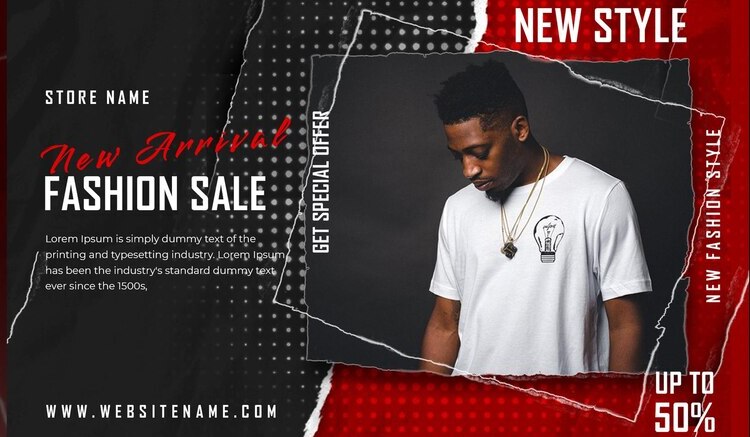 NEW STYLE
STORE NAME
New Arrival
FASHION SALE
Lorem Ipsum is simply dummy text of the
printing and typesetting industry. Lorem Ipsum
has been the industry's standard dummy text
ever since the 1500s,
WWW.WEBSITENAME.COM
GET SPECIAL OFFER
NEW FASHION STYLE
UP TO
50%